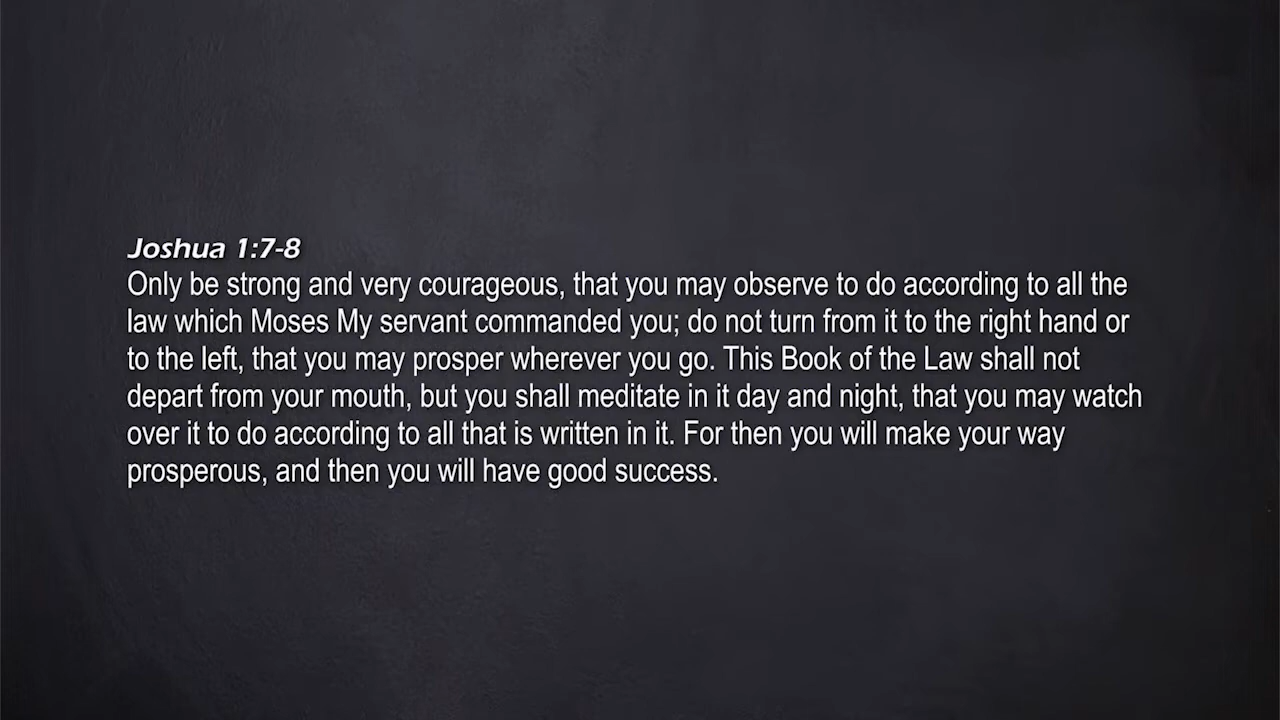 Joshua 1:7-8
Only be strong and very courageous, that you may observe to do according to all the
law which Moses My servant commanded you; do not turn from it to the right hand or
to the left, that you may prosper wherever you go. This Book of the Law shall not
depart from your mouth, but you shall meditate in it day and night, that you may watch
over it to do according to all that is written in it. For then you will make your way
prosperous, and then you will have good success.